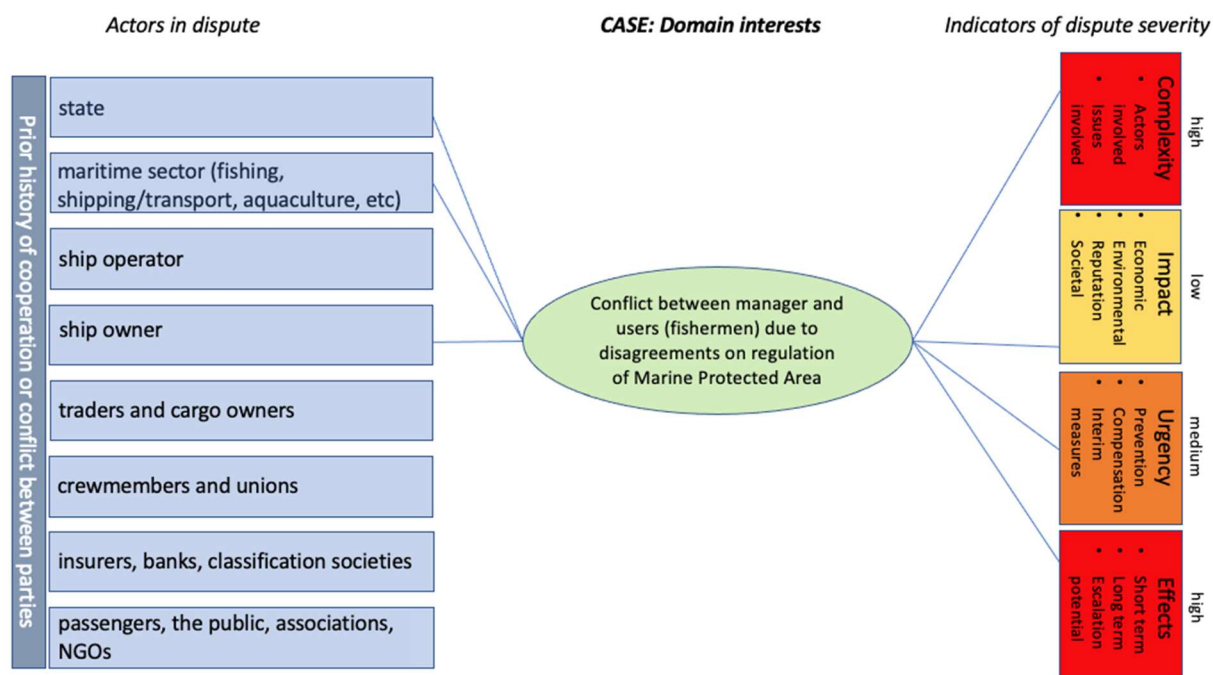 Actors in dispute
CASE: Domain interests
Indicators of dispute severity
Prior history of cooperation or conflict between parties
state
maritime sector (fishing,
shipping/transport, aquaculture, etc)
ship operator
ship owner
traders and cargo owners
crewmembers and unions
insurers, banks, classification societies
passengers, the public, associations,
NGOs
Conflict between manager and
users (fishermen) due to
disagreements on regulation
of Marine Protected Area
high
Complexity
• Actors
involved
• Issues
involved
low
Impact
• Economic
• Environmental
• Reputation
• Societal
medium
Urgency
• Prevention
• Compensation
• Interim
measures
high
Effects
• Short term
• Long term
• Escalation
potential